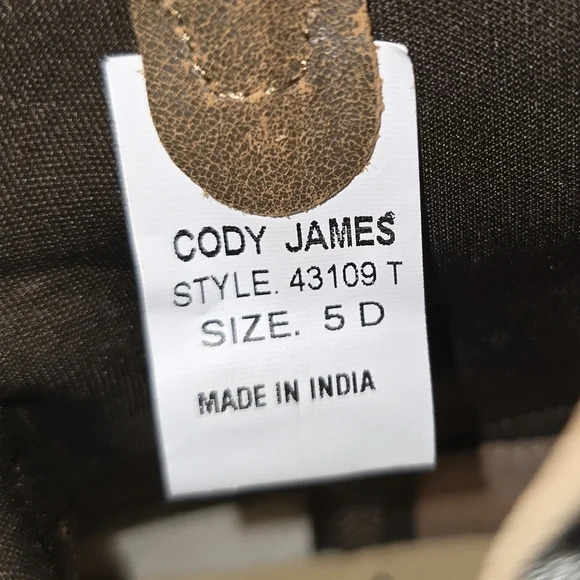 CODY JAMES®
STYLE. 43109 T
SIZE. 5 D
MADE IN INDIA